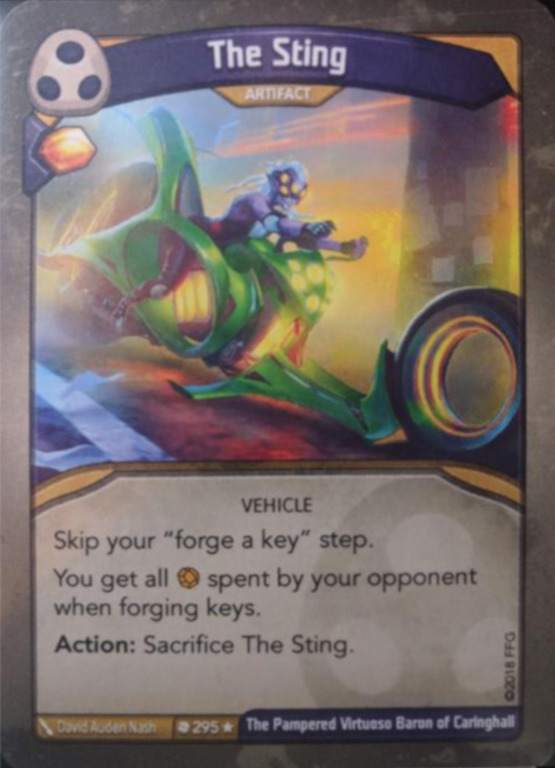 The Sting
ARTIFACT
VEHICLE
Skip your “forge a key” step.
You get all spent by your opponent
when forging keys.
Action: Sacrifice The Sting.
©2018 FFG
David Auden Nash
295★
The Pampered Virtuoso Baron of Caringhall